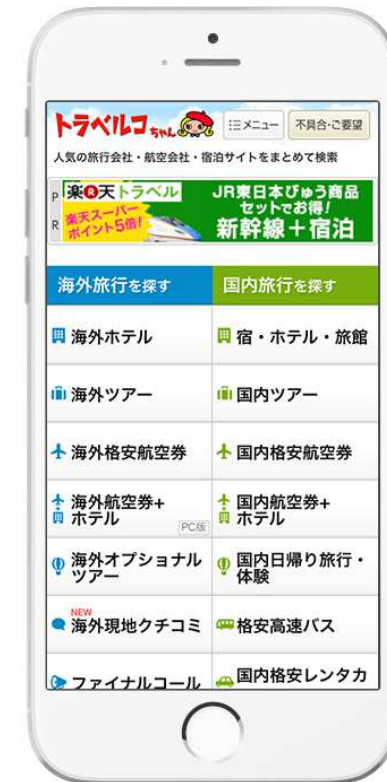 トラベルコちゃん
メニュー
不具合・ご要望
人気の旅行会社・航空会社・宿泊サイトをまとめて検索
PR
楽R天トラベル
楽天スーパー
ポイント5倍!
JR東日本びゅう商品
セットでお得!
新幹線+宿泊
海外旅行を探す
国内旅行を探す
海外ホテル
宿・ホテル・旅館
海外ツアー
国内ツアー
海外格安航空券
国内格安航空券
海外航空券+
ホテル
PC版
国内航空券+
ホテル
海外オプショナル
ツアー
国内日帰り旅行・
体験
NEW
海外現地クチコミ
格安高速バス
ファイナルコール
国内格安レンタカ